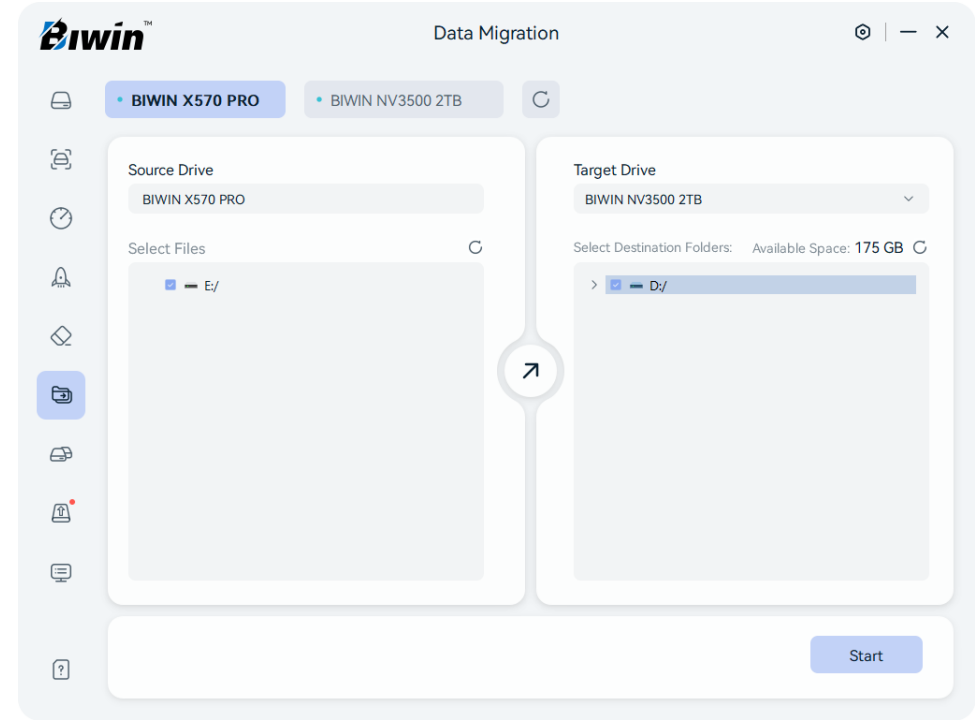 Biwin™
Data Migration
BIWIN X570 PRO
BIWIN NV3500 2TB
Source Drive
BIWIN X570 PRO
Select Files
E:/
Target Drive
BIWIN NV3500 2TB
Select Destination Folders: Available Space: 175 GB
D:/
Start